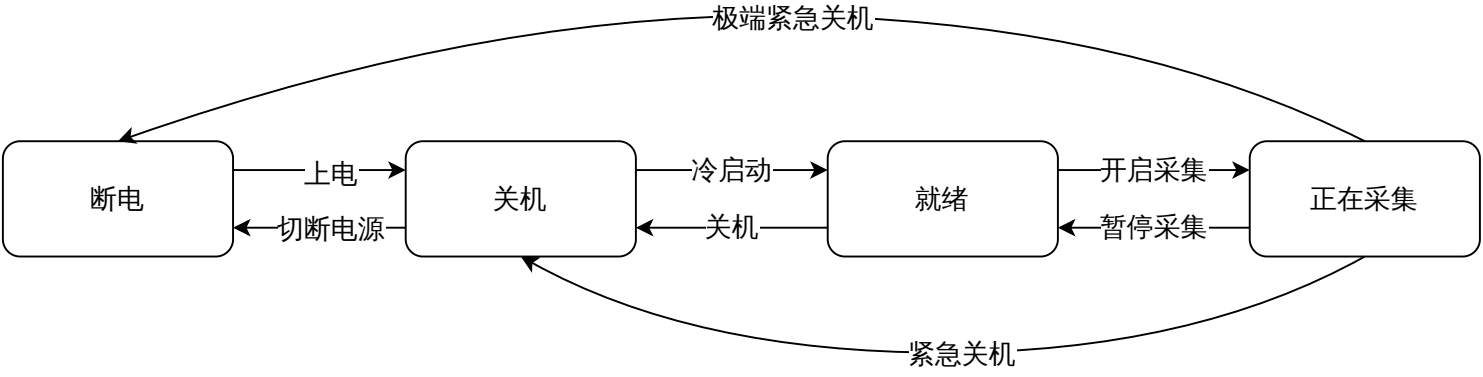 极端紧急关机
上电
冷启动
开启采集
断电
关机
就绪
正在采集
切断电源
关机
暂停采集
紧急关机